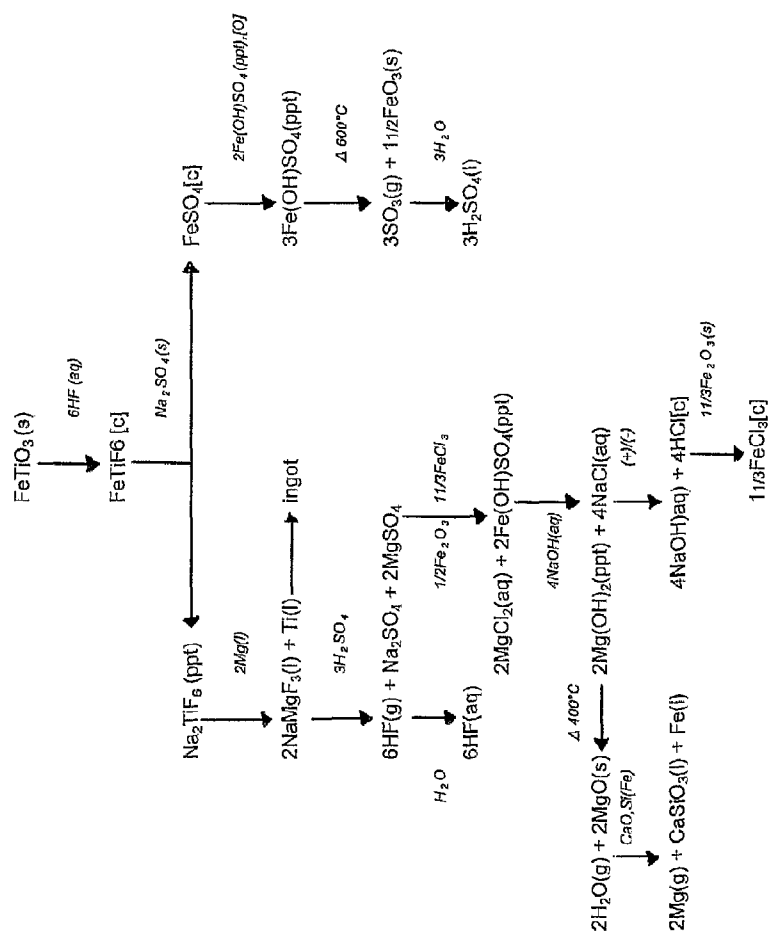 FeTiO₃(s)
6HF(aq)
FeTiF6 [c]
Na₂SO₄(s)
Na₂TiF₆(ppt)
FeSO₄[c]
2Mg(l)
2Fe(OH)SO₄(ppt),[O]
2NaMgF₃(l) + Ti(l)
ingot
3Fe(OH)SO₄(ppt)
3H₂SO₄
Δ 600°C
6HF(g) + Na₂SO₄ + 2MgSO₄
3SO₃(g) + 11/2FeO₃(s)
H₂O
1/2Fe₂O₃
11/3FeCl₃
3H₂O
6HF(aq)
2MgCl₂(aq) + 2Fe(OH)SO₄(ppt)
3H₂SO₄(l)
4NaOH(aq)
Δ 400°C
2H₂O(g) + 2MgO(s)
2Mg(OH)₂(ppt) + 4NaCl(aq)
CaO,Si(Fe)
(+)/(-)
2Mg(g) + CaSiO₃(l) + Fe(l)
4NaOH)aq) + 4HCl[c]
11/3Fe₂O₃(s)
11/3FeCl₃[c]